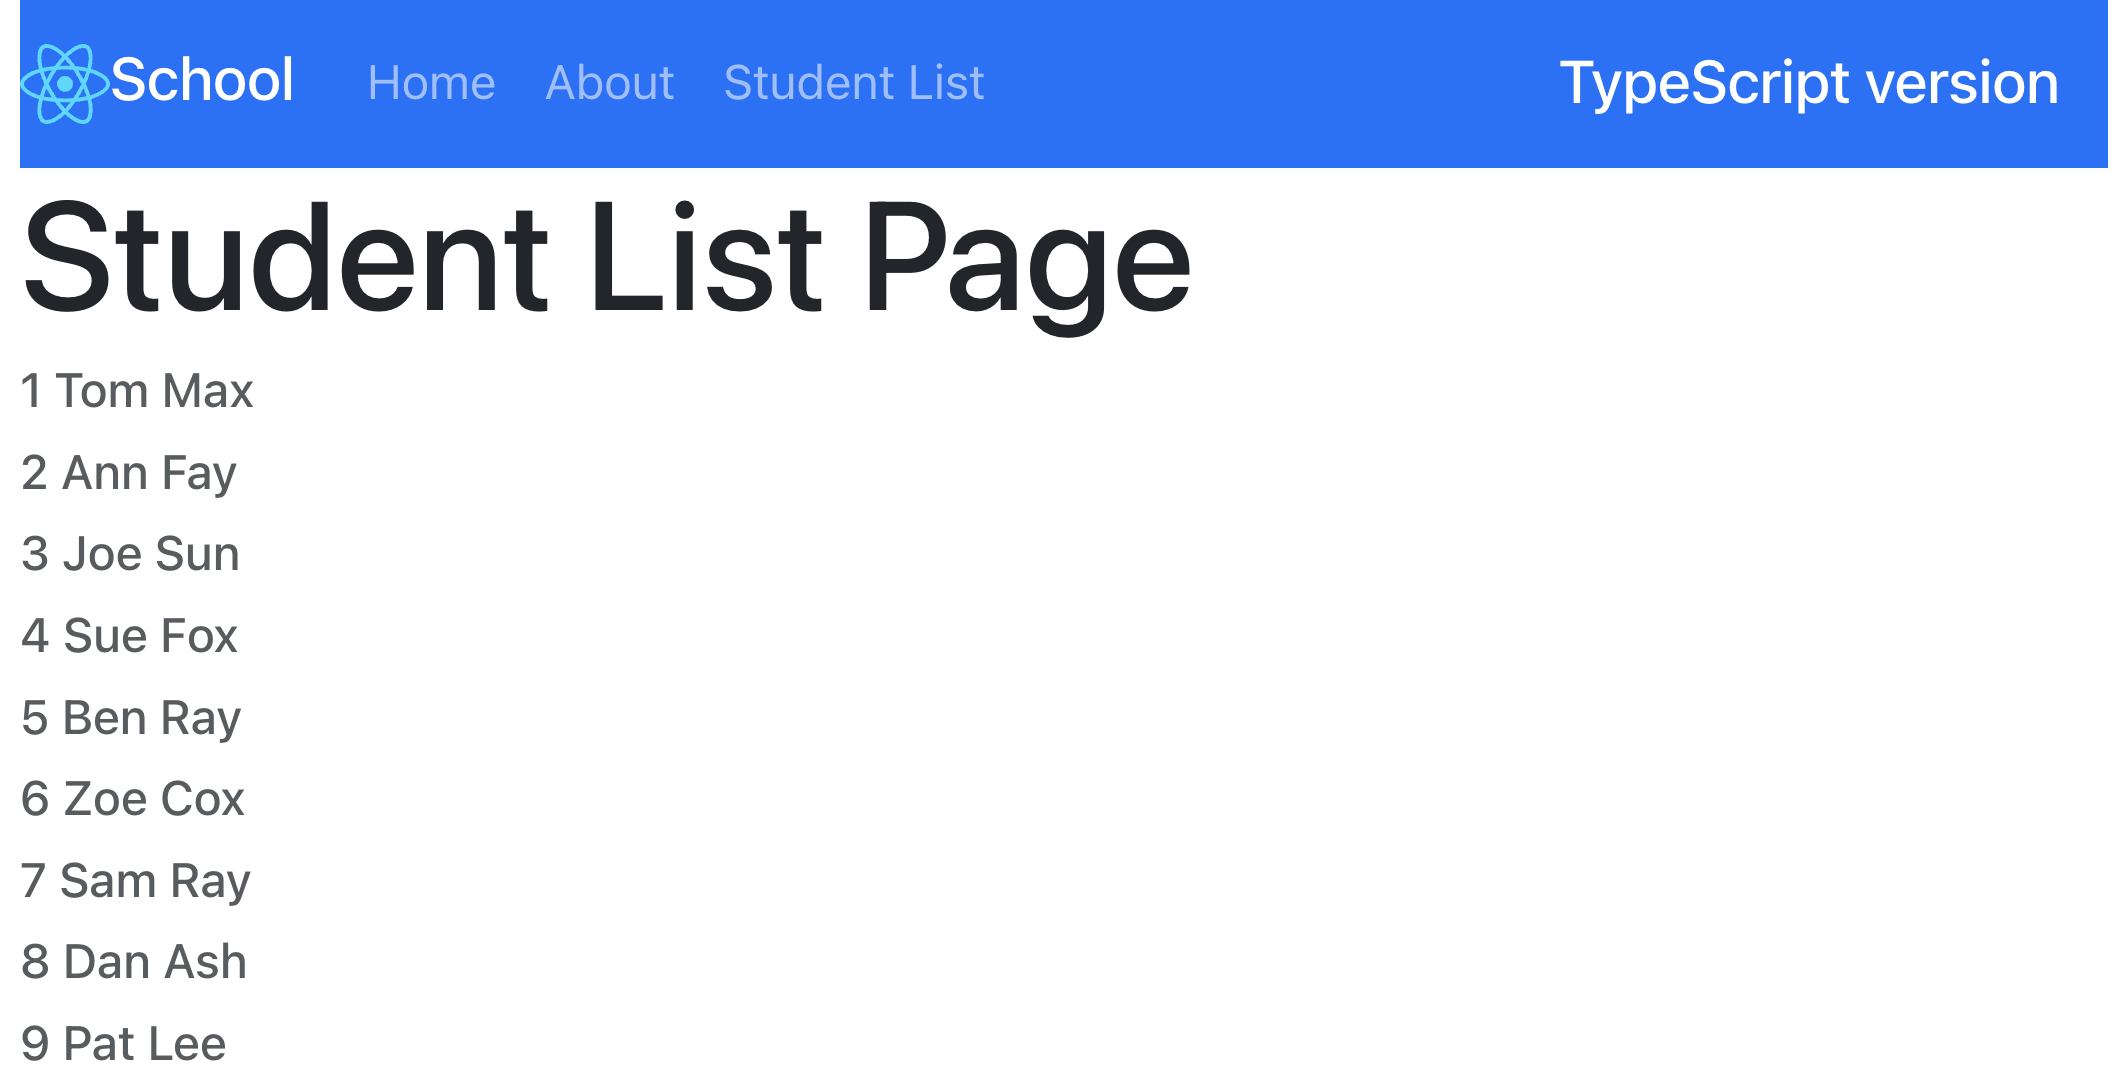 School Home About Student List TypeScript version
Student List Page
1 Tom Max
2 Ann Fay
3 Joe Sun
4 Sue Fox
5 Ben Ray
6 Zoe Cox
7 Sam Ray
8 Dan Ash
9 Pat Lee